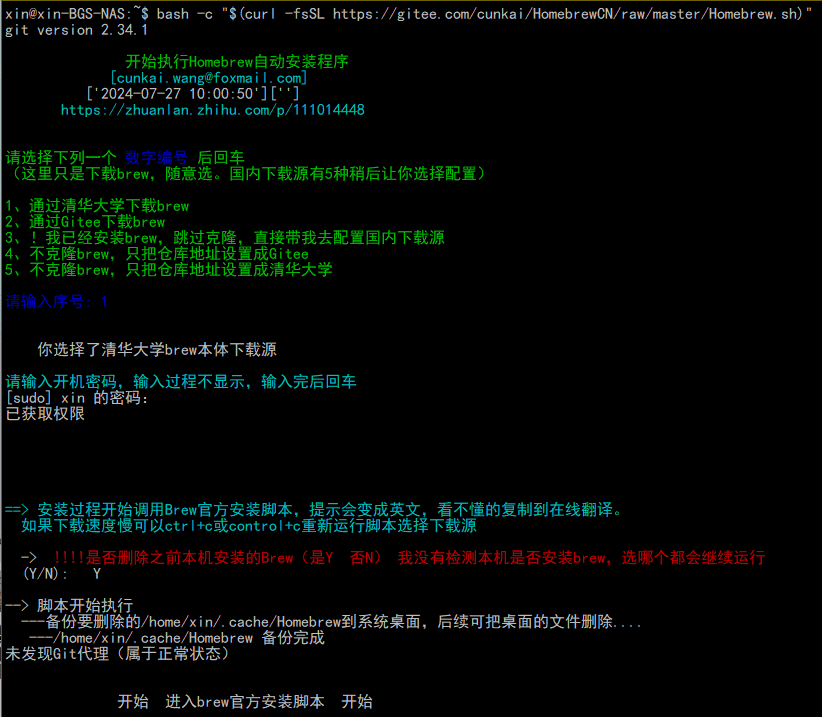 xin@xin-BGS-NAS:~$ bash -c "$(curl -fsSL https://gitee.com/cunkai/HomebrewCN/raw/master/Homebrew.sh)"
git version 2.34.1
开始执行Homebrew自动安装程序
[cunkai.wang@foxmail.com]
['2024-07-27 10:00:50']['']
https://zhuanlan.zhihu.com/p/111014448
请选择下列一个 数字编号 后回车
（这里只是下载brew，随意选。国内下载源有5种稍后让你选择配置）
1、通过清华大学下载brew
2、通过Gitee下载brew
3、！我已经安装brew，跳过克隆，直接带我去配置国内下载源
4、不克隆brew，只把仓库地址设置成Gitee
5、不克隆brew，只把仓库地址设置成清华大学
请输入序号: 1
你选择了清华大学brew本体下载源
请输入开机密码，输入过程不显示，输入完后回车
[sudo] xin 的密码：
已获取权限
==> 安装过程开始调用Brew官方安装脚本，提示会变成英文，看不懂的复制到在线翻译。
如果下载速度慢可以ctrl+c或control+c重新运行脚本选择下载源
-> !!!!是否删除之前本机安装的Brew（是Y 否N） 我没有检测本机是否安装brew，选哪个都会继续运行
(Y/N): Y
--> 脚本开始执行
---备份要删除的/home/xin/.cache/Homebrew到系统桌面，后续可把桌面的文件删除....
---/home/xin/.cache/Homebrew 备份完成
未发现Git代理（属于正常状态）
开始 进入brew官方安装脚本 开始